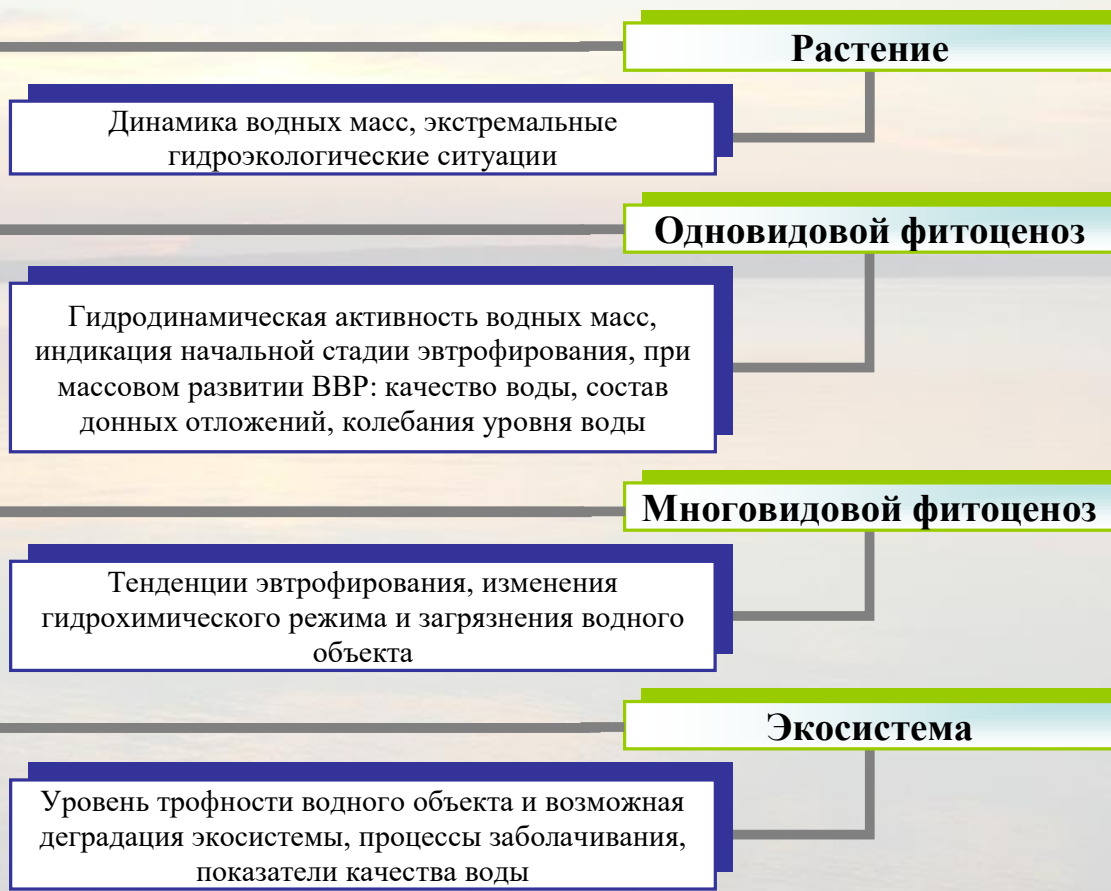 Растение
Динамика водных масс, экстремальные
гидроэкологические ситуации
Одновидовой фитоценоз
Гидродинамическая активность водных масс,
индикация начальной стадии эвтрофирования, при
массовом развитии ВВР: качество воды, состав
донных отложений, колебания уровня воды
Многовидовой фитоценоз
Тенденции эвтрофирования, изменения
гидрохимического режима и загрязнения водного
объекта
Экосистема
Уровень трофности водного объекта и возможная
деградация экосистемы, процессы заболачивания,
показатели качества воды